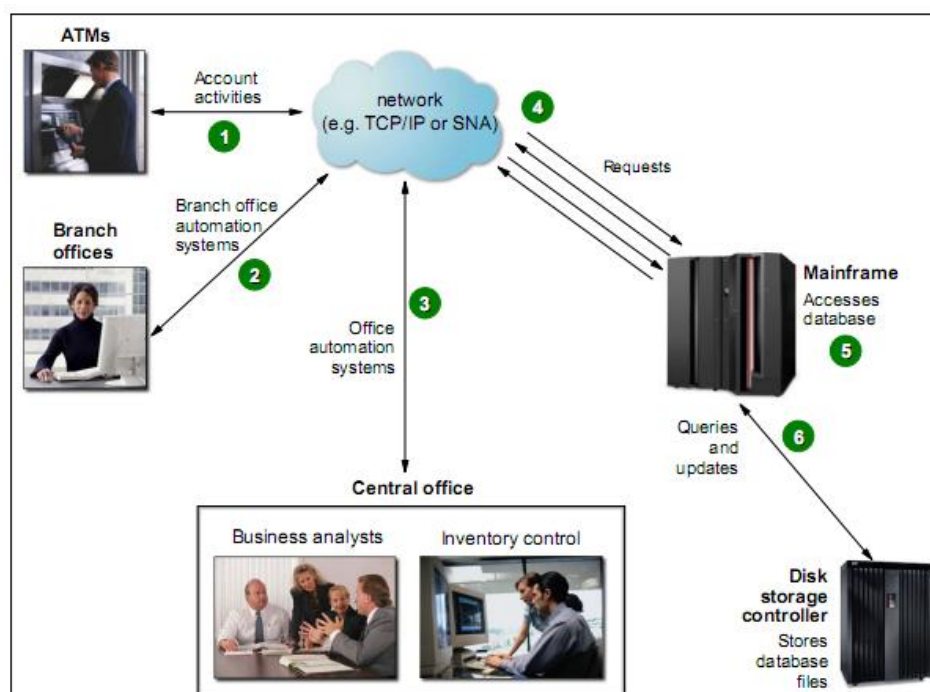 ATMs
Account
activities
1
network
(e.g. TCP/IP or SNA)
4
Requests
Branch office
automation
systems
2
Branch
offices
3
Office
automation
systems
Mainframe
Accesses
database
5
Queries
and
updates
6
Central office
Business analysts
Inventory control
Disk
storage
controller
Stores
database
files